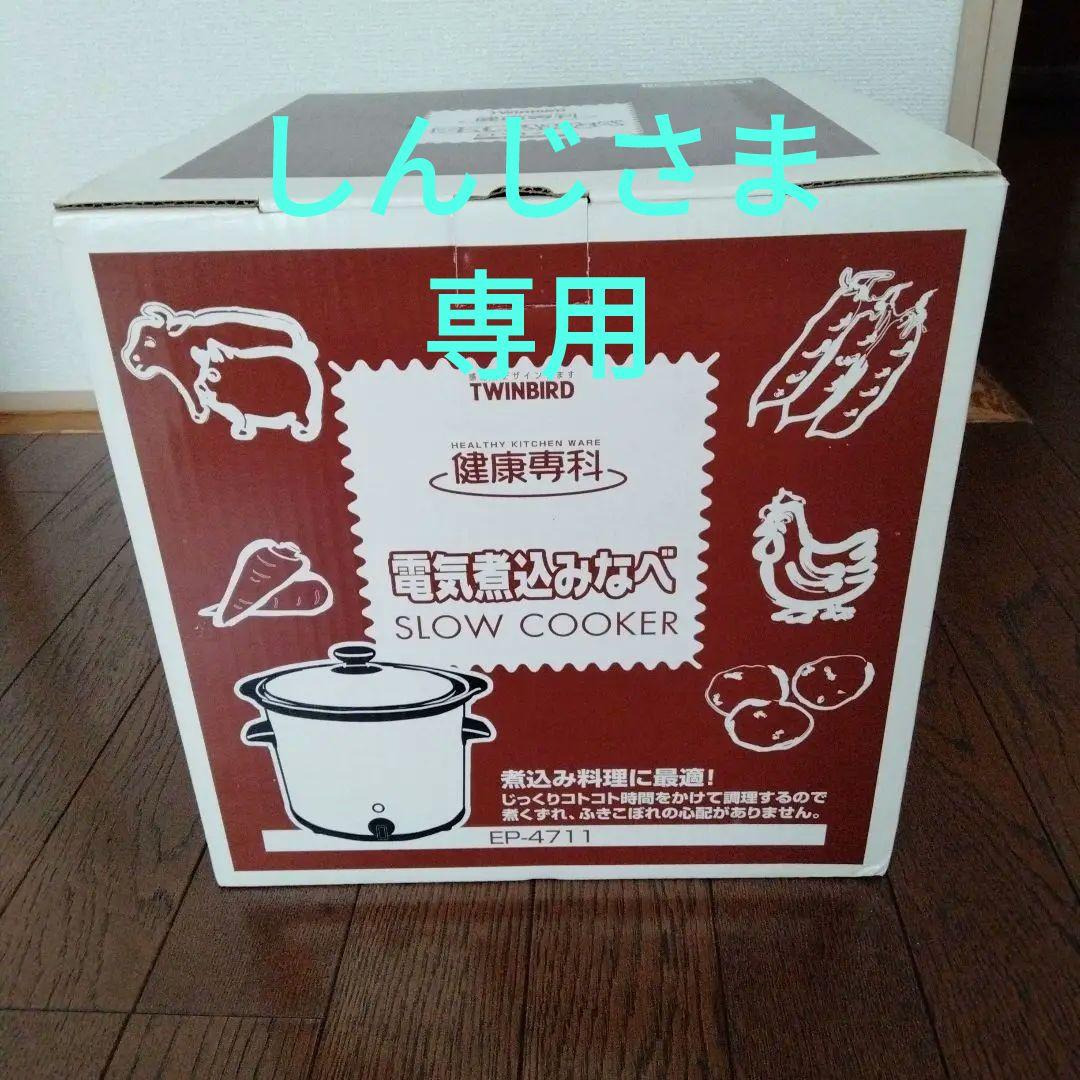 しんじさま
専用
TWINBIRD
HEALTHY KITCHEN WARE
健康専科
電気煮込みなべ
SLOW COOKER
煮込み料理に最適!
じっくりコトコト時間をかけて調理するので
煮くずれ、ふきこぼれの心配がありません。
EP-4711